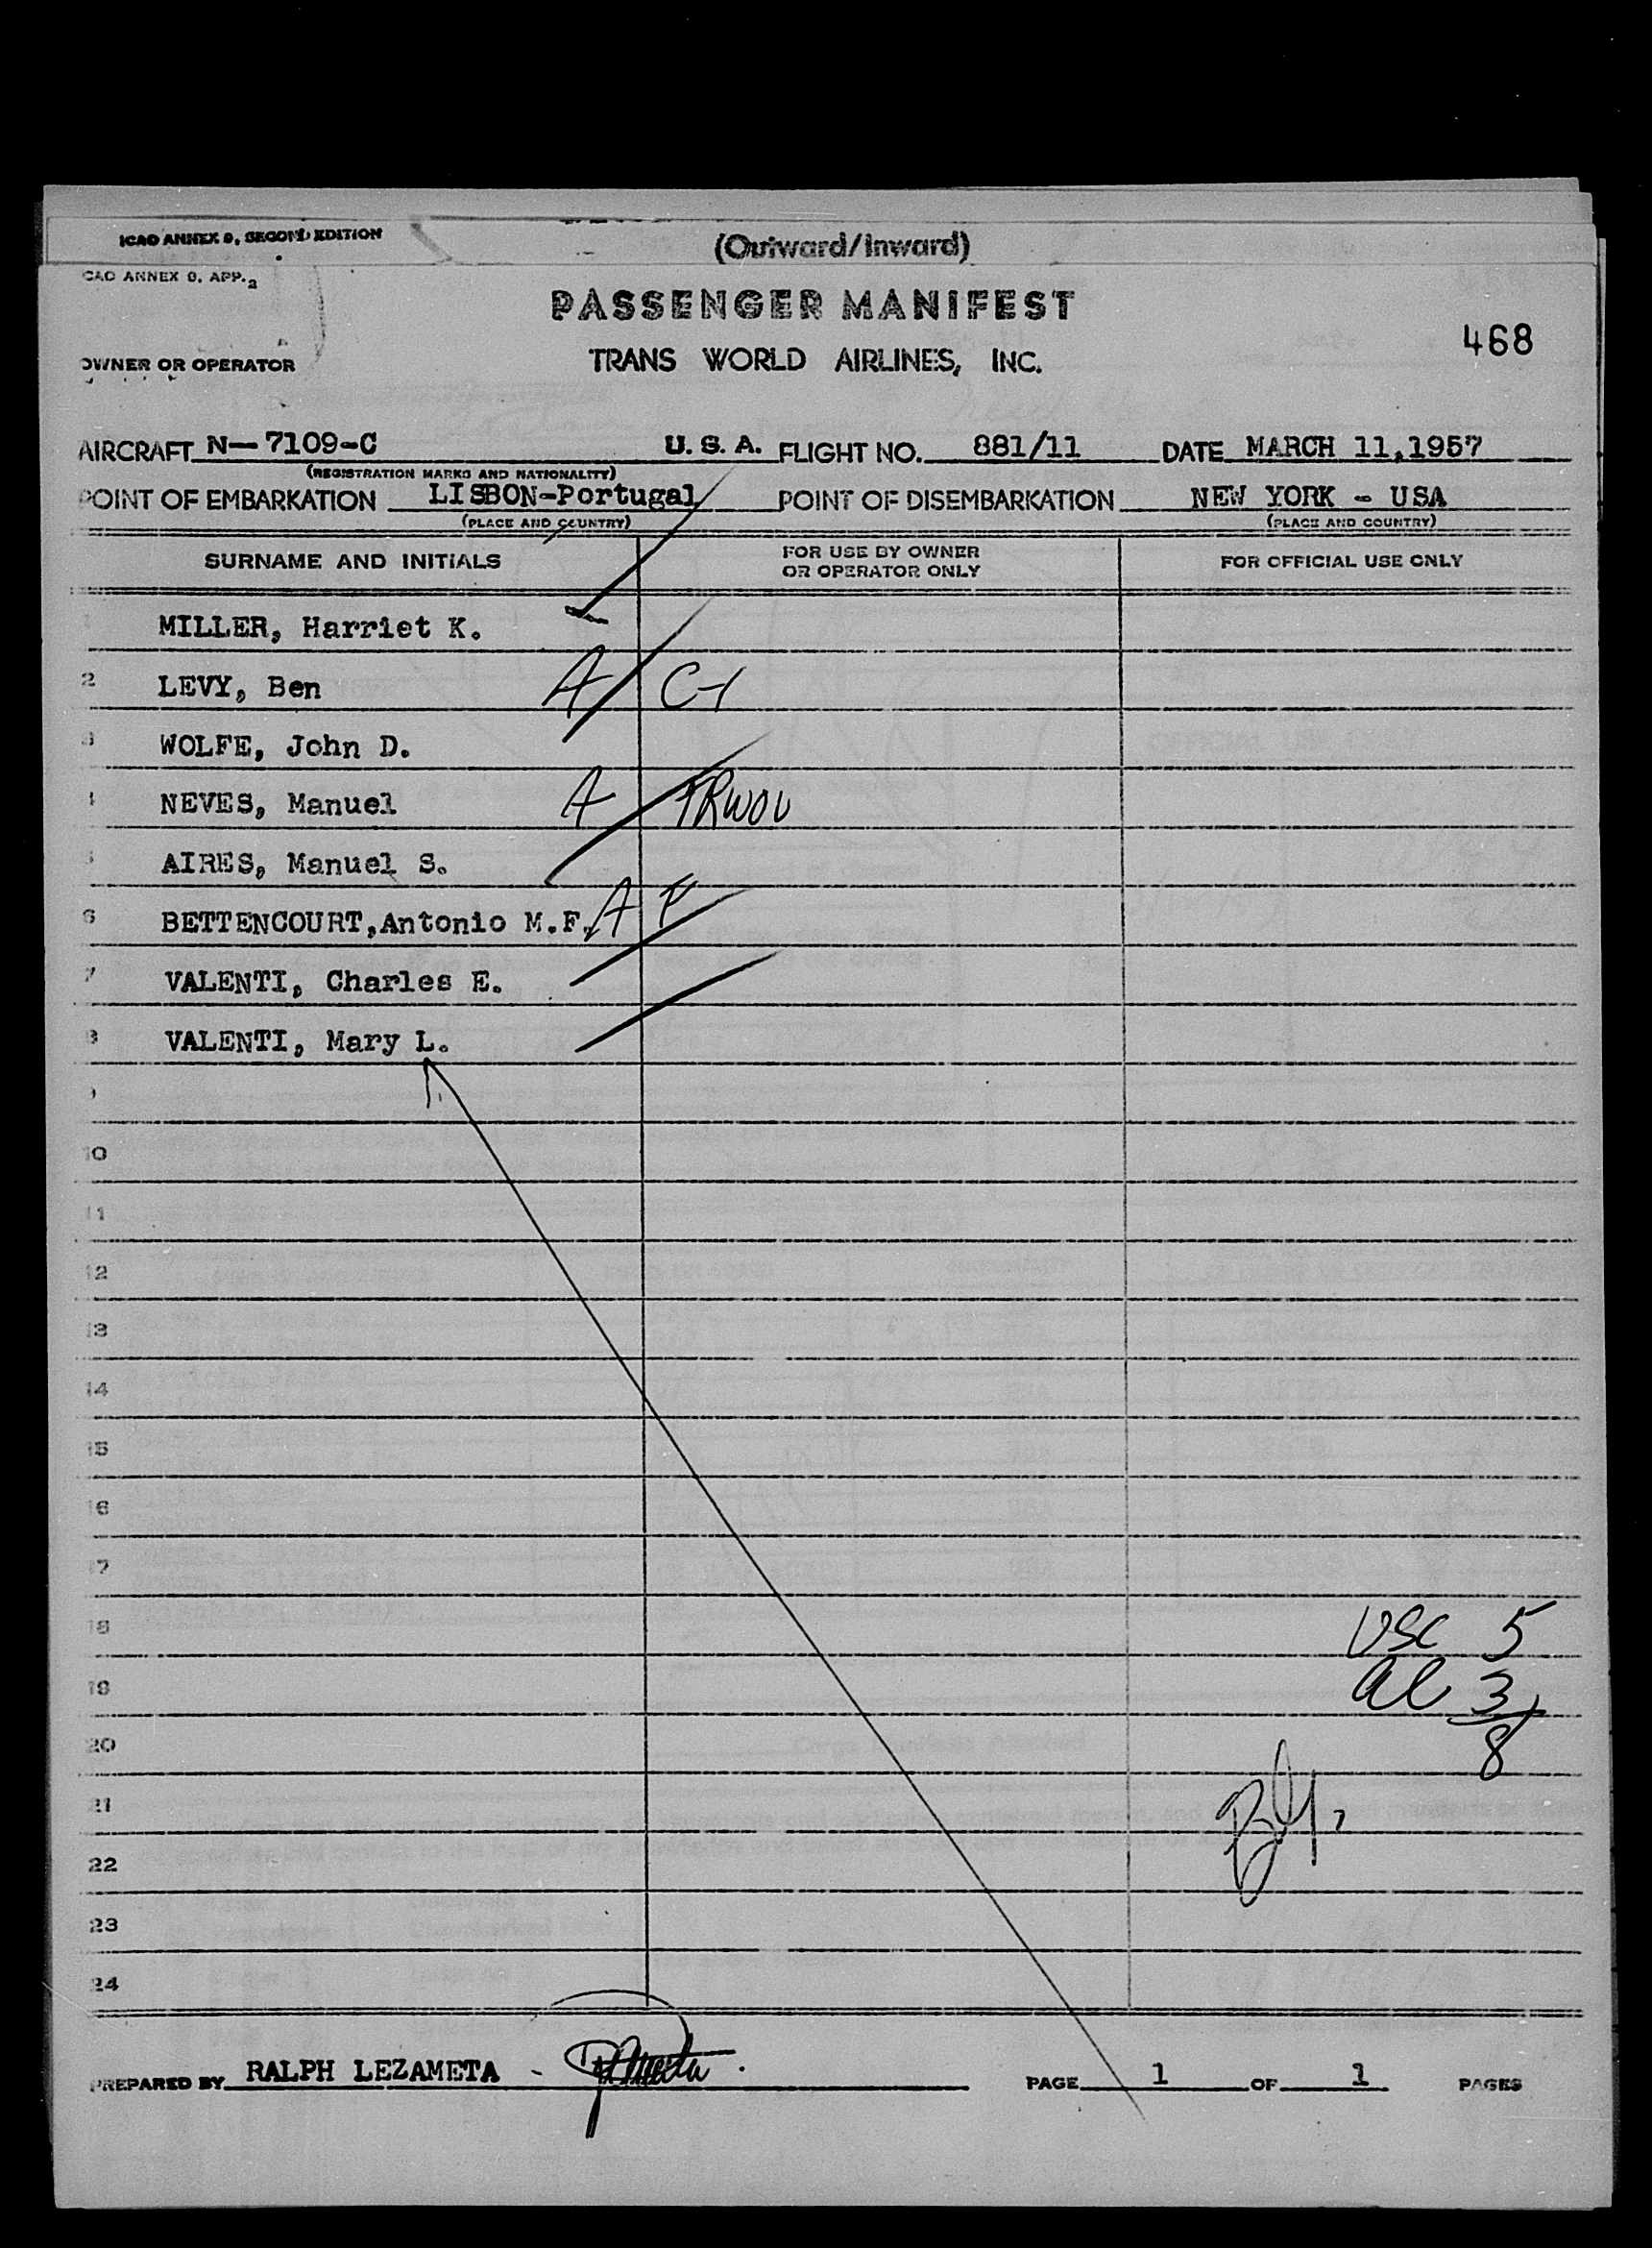 ICAO ANNEX 9, SECOND EDITION
(Outward/Inward)
CAO ANNEX 9, APP. 2
PASSENGER MANIFEST
468
OWNER OR OPERATOR TRANS WORLD AIRLINES, INC.
AIRCRAFT N-7109-C U. S. A. FLIGHT NO. 881/11 DATE MARCH 11,1957
(REGISTRATION MARKS AND NATIONALITY)
POINT OF EMBARKATION LISBON-Portugal POINT OF DISEMBARKATION NEW YORK - USA
(PLACE AND COUNTRY) (PLACE AND COUNTRY)
SURNAME AND INITIALS FOR USE BY OWNER OR OPERATOR ONLY FOR OFFICIAL USE ONLY
MILLER, Harriet K.
2 LEVY, Ben A C-1
3 WOLFE, John D.
4 NEVES, Manuel A TRWOV
5 AIRES, Manuel S.
6 BETTENCOURT,Antonio M.F. A F
7 VALENTI, Charles E.
8 VALENTI, Mary L.
9
10
11
12
13
14
15
16
17
18 USC 5
19 al 3
20 8
21
22
23
24
PREPARED BY RALPH LEZAMETA - PAGE 1 OF 1 PAGES